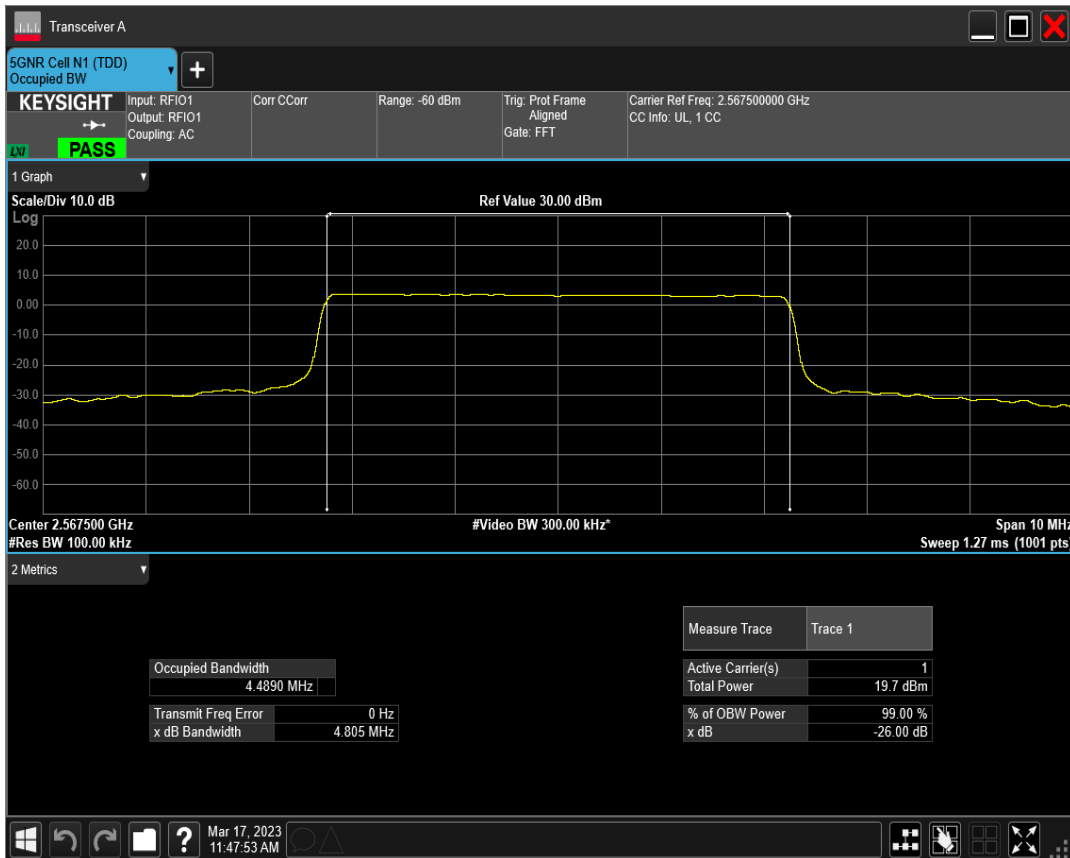 Transceiver A
5GNR Cell N1 (TDD)
Occupied BW
+
KEYSIGHT
LXI
PASS
Input: RFIO1
Output: RFIO1
Coupling: AC
Corr CCorr
Range: -60 dBm
Trig: Prot Frame
Aligned
Gate: FFT
Carrier Ref Freq: 2.567500000 GHz
CC Info: UL, 1 CC
1 Graph
Scale/Div 10.0 dB
Ref Value 30.00 dBm
Log
20.0
10.0
0.00
-10.0
-20.0
-30.0
-40.0
-50.0
-60.0
Center 2.567500 GHz
#Video BW 300.00 kHz*
Span 10 MHz
#Res BW 100.00 kHz
Sweep 1.27 ms (1001 pts)
2 Metrics
Measure Trace Trace 1
Occupied Bandwidth
4.4890 MHz
Active Carrier(s) 1
Total Power 19.7 dBm
Transmit Freq Error 0 Hz
x dB Bandwidth 4.805 MHz
% of OBW Power 99.00 %
x dB -26.00 dB
?
Mar 17, 2023
11:47:53 AM